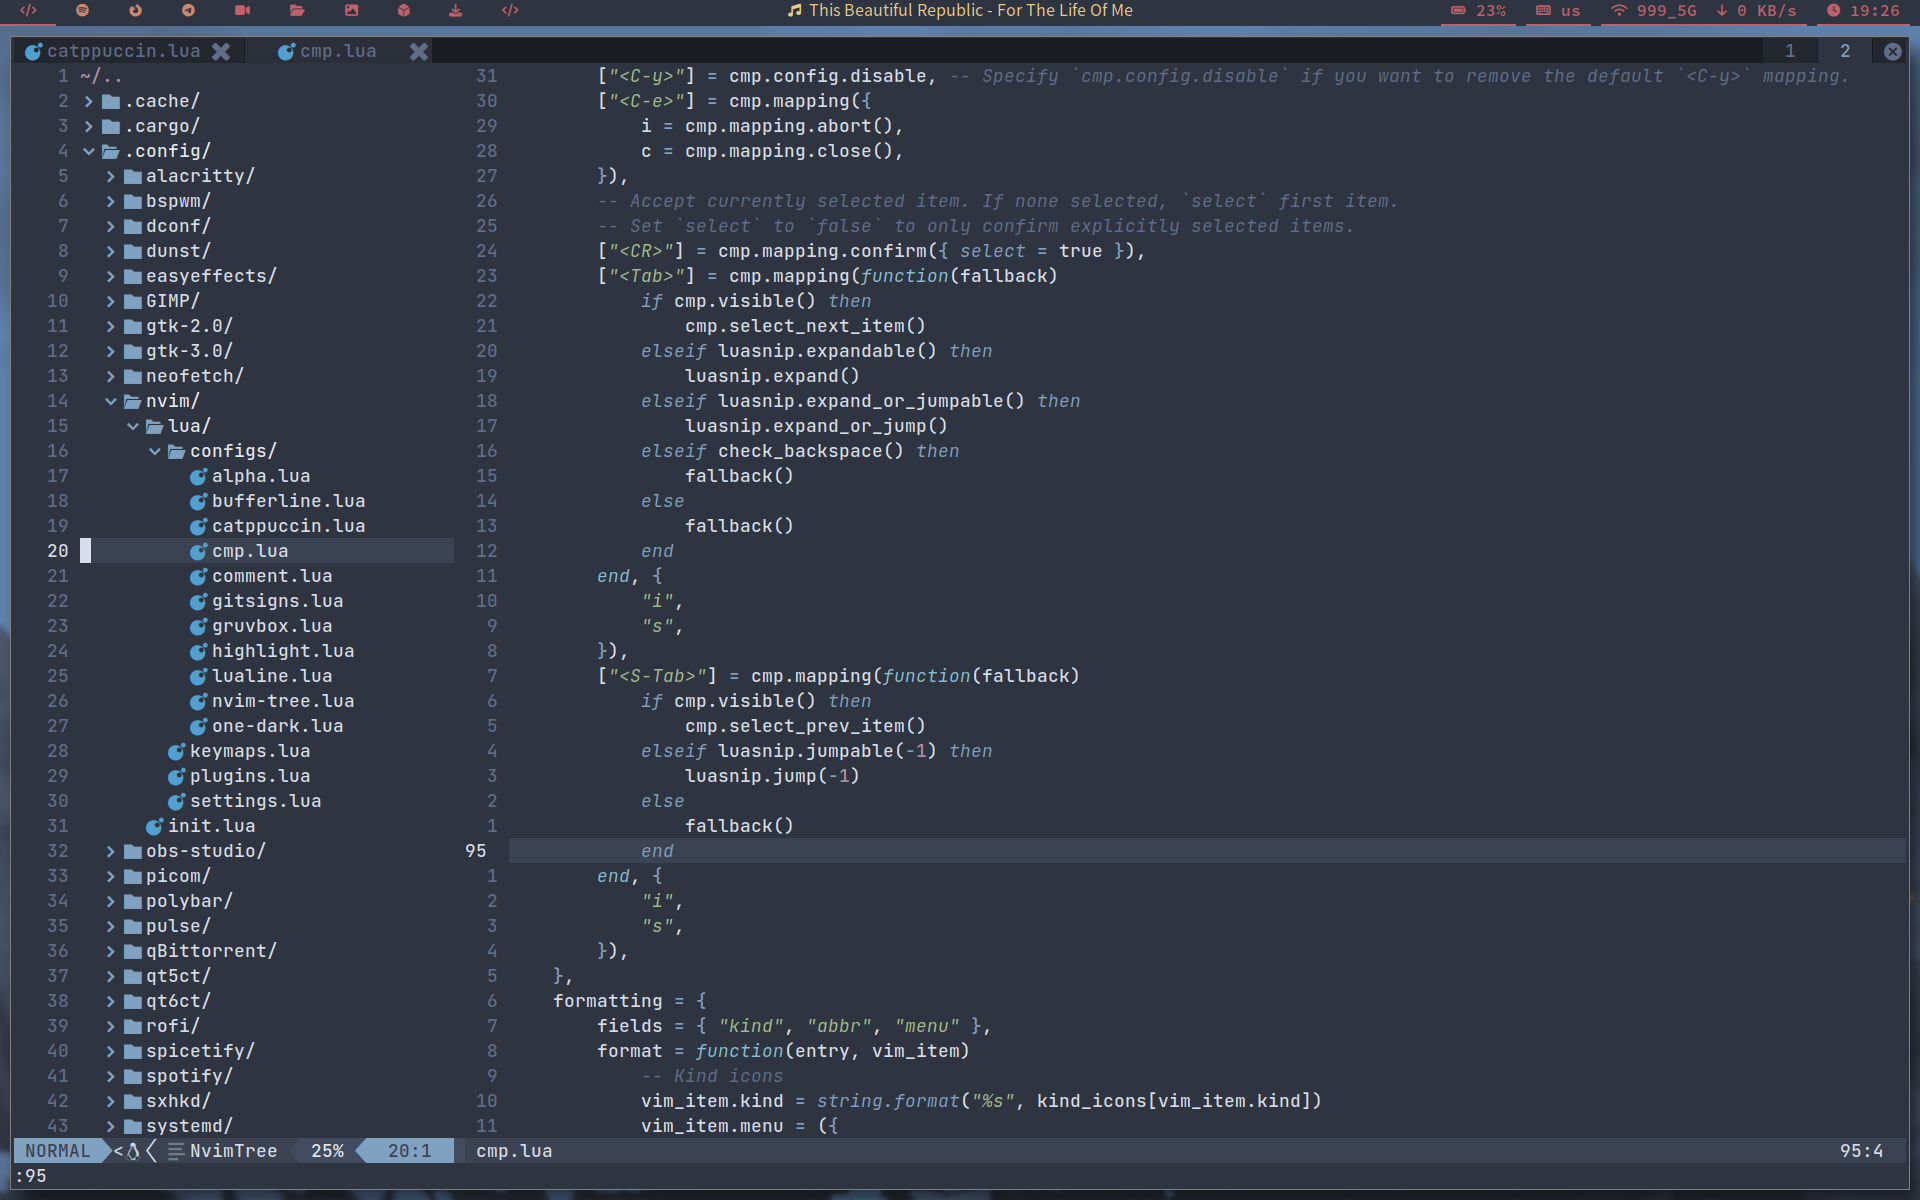 This Beautiful Republic - For The Life Of Me
23% us 999_5G 0 KB/s 19:26
catppuccin.lua cmp.lua 1 2
1 ~/..
2 .cache/
3 .cargo/
4 .config/
5 alacritty/
6 bspwm/
7 dconf/
8 dunst/
9 easyeffects/
10 GIMP/
11 gtk-2.0/
12 gtk-3.0/
13 neofetch/
14 nvim/
15 lua/
16 configs/
17 alpha.lua
18 bufferline.lua
19 catppuccin.lua
20 cmp.lua
21 comment.lua
22 gitsigns.lua
23 gruvbox.lua
24 highlight.lua
25 lualine.lua
26 nvim-tree.lua
27 one-dark.lua
28 keymaps.lua
29 plugins.lua
30 settings.lua
31 init.lua
32 obs-studio/
33 picom/
34 polybar/
35 pulse/
36 qBittorrent/
37 qt5ct/
38 qt6ct/
39 rofi/
40 spicetify/
41 spotify/
42 sxhkd/
43 systemd/
31 ["<C-y>"] = cmp.config.disable, -- Specify `cmp.config.disable` if you want to remove the default `<C-y>` mapping.
30 ["<C-e>"] = cmp.mapping({
29 i = cmp.mapping.abort(),
28 c = cmp.mapping.close(),
27 }),
26 -- Accept currently selected item. If none selected, `select` first item.
25 -- Set `select` to `false` to only confirm explicitly selected items.
24 ["<CR>"] = cmp.mapping.confirm({ select = true }),
23 ["<Tab>"] = cmp.mapping(function(fallback)
22 if cmp.visible() then
21 cmp.select_next_item()
20 elseif luasnip.expandable() then
19 luasnip.expand()
18 elseif luasnip.expand_or_jumpable() then
17 luasnip.expand_or_jump()
16 elseif check_backspace() then
15 fallback()
14 else
13 fallback()
12 end
11 end, {
10 "i",
9 "s",
8 }),
7 ["<S-Tab>"] = cmp.mapping(function(fallback)
6 if cmp.visible() then
5 cmp.select_prev_item()
4 elseif luasnip.jumpable(-1) then
3 luasnip.jump(-1)
2 else
1 fallback()
95 end
1 end, {
2 "i",
3 "s",
4 }),
5 },
6 formatting = {
7 fields = { "kind", "abbr", "menu" },
8 format = function(entry, vim_item)
9 -- Kind icons
10 vim_item.kind = string.format("%s", kind_icons[vim_item.kind])
11 vim_item.menu = ({
NORMAL < NvimTree 25% 20:1 cmp.lua 95:4
:95